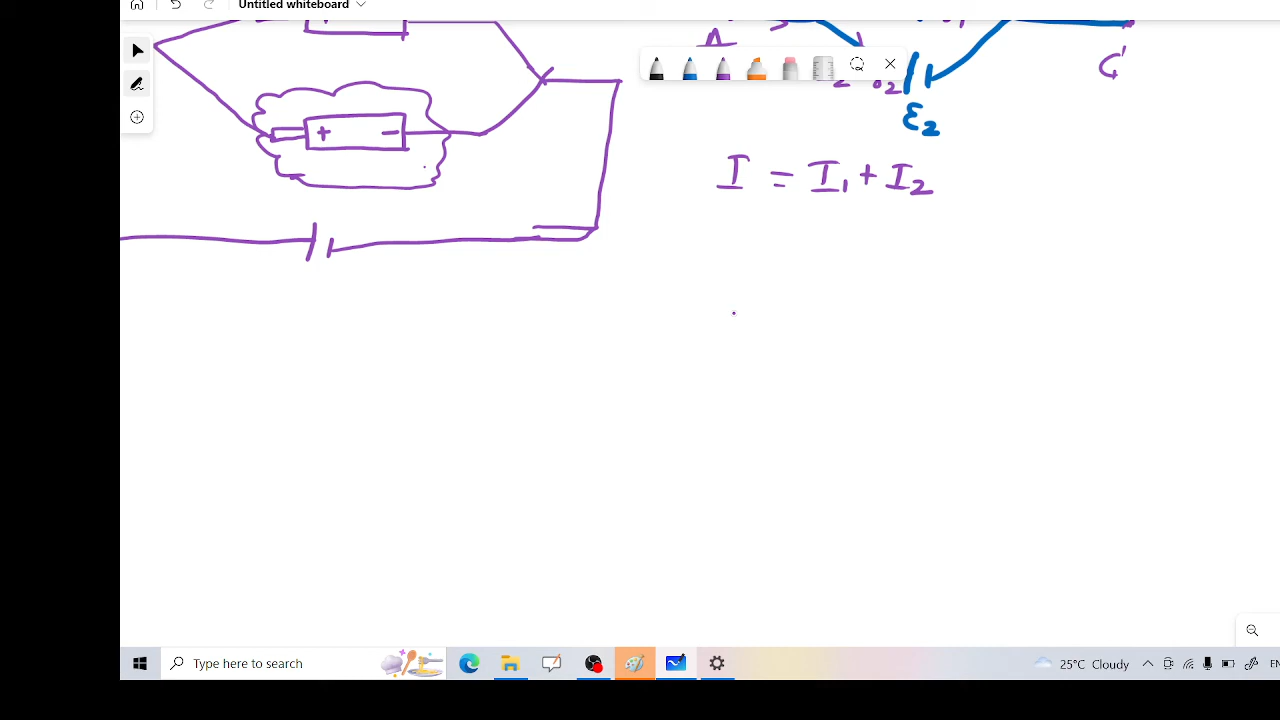 Untitled whiteboard
+ −
A
C'
ε2
I = I1 + I2
Type here to search
25°C Cloudy